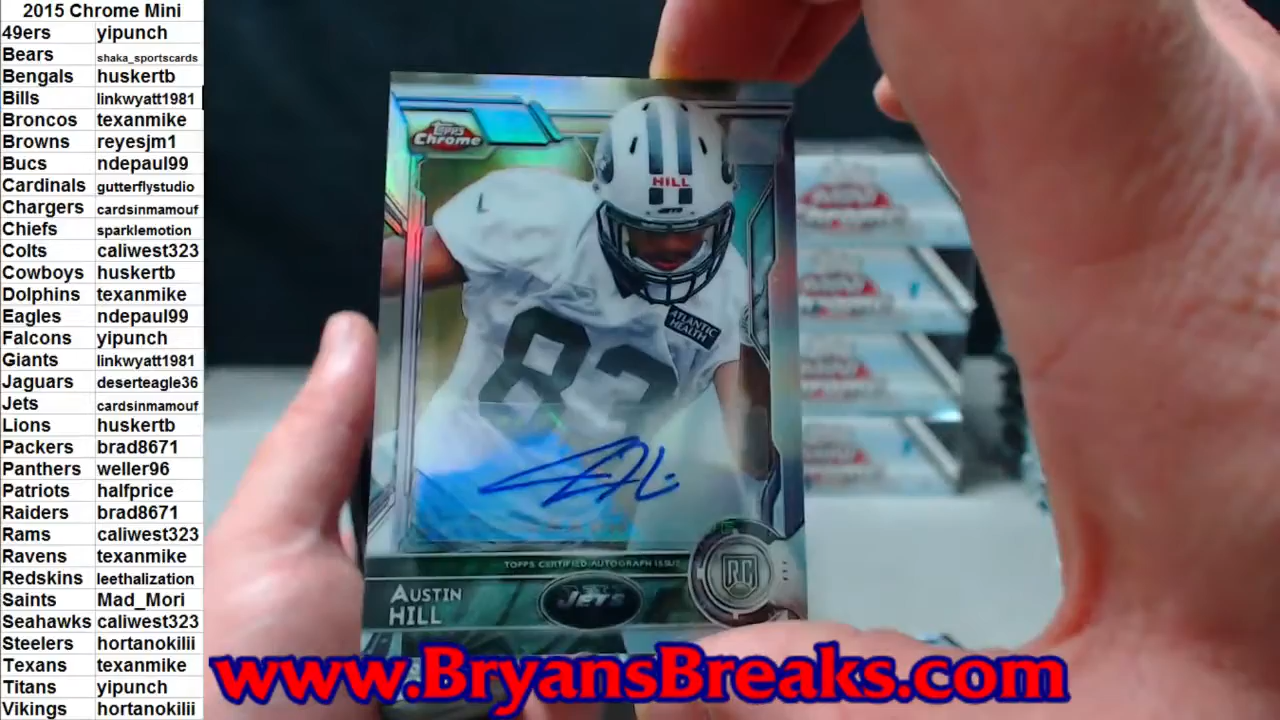 2015 Chrome Mini
49ers yipunch
Bears shaka_sportscards
Bengals huskertb
Bills linkwyatt1981
Broncos texanmike
Browns reyesjm1
Bucs ndepaul99
Cardinals gutterflystudio
Chargers cardsinmamouf
Chiefs sparklemotion
Colts caliwest323
Cowboys huskertb
Dolphins texanmike
Eagles ndepaul99
Falcons yipunch
Giants linkwyatt1981
Jaguars deserteagle36
Jets cardsinmamouf
Lions huskertb
Packers brad8671
Panthers weller96
Patriots halfprice
Raiders brad8671
Rams caliwest323
Ravens texanmike
Redskins leethalization
Saints Mad_Mori
Seahawks caliwest323
Steelers hortanokilii
Texans texanmike
Titans yipunch
Vikings hortanokilii
TOPPS
Chrome
HILL
ATLANTIC
HEALTH
83
TOPPS CERTIFIED AUTOGRAPH ISSUE
RC
AUSTIN
HILL
JETS
www.BryansBreaks.com